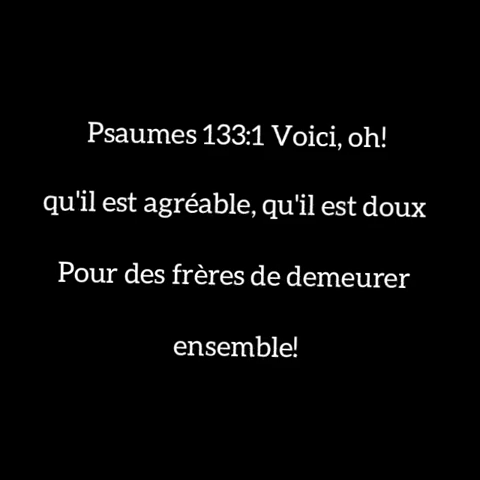 Psaumes 133:1 Voici, oh!
qu'il est agréable, qu'il est doux
Pour des frères de demeurer
ensemble!